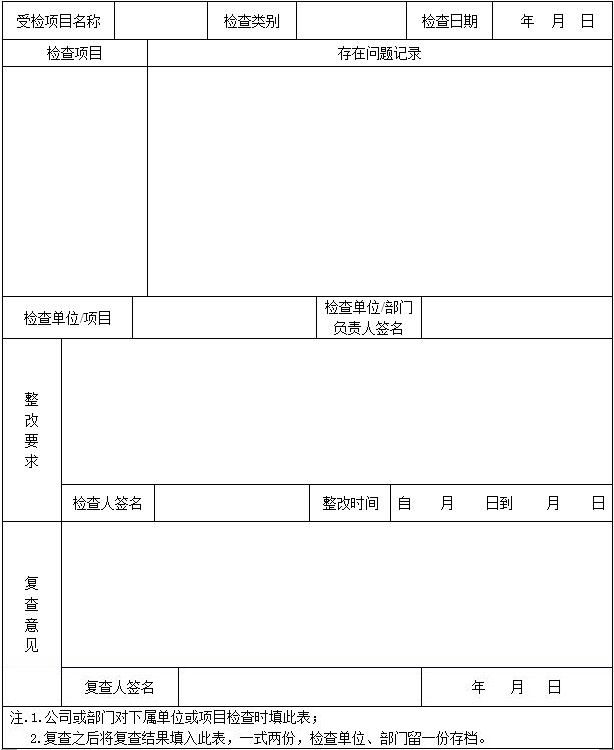 受检项目名称 检查类别 检查日期 年 月 日
检查项目 存在问题记录
检查单位/项目 检查单位/部门
负责人签名
整
改
要
求
检查人签名 整改时间 自 月 日到 月 日
复
查
意
见
复查人签名 年 月 日
注.1.公司或部门对下属单位或项目检查时填此表；
2.复查之后将复查结果填入此表，一式两份，检查单位、部门留一份存档。